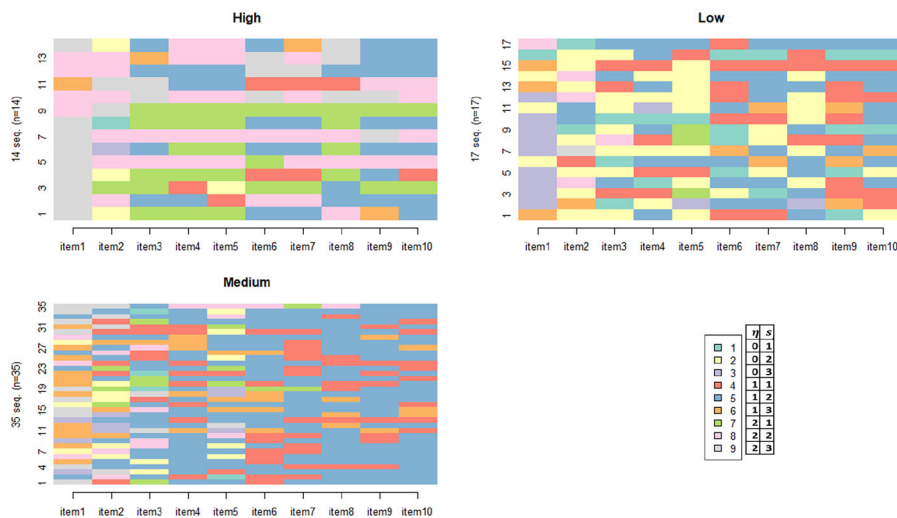 High
14 seq. (n=14)
13
11
9
7
5
3
1
item1 item2 item3 item4 item5 item6 item7 item8 item9 item10
Low
17 seq. (n=17)
17
15
13
11
9
7
5
3
1
item1 item2 item3 item4 item5 item6 item7 item8 item9 item10
Medium
35 seq. (n=35)
35
31
27
23
19
15
11
7
4
1
item1 item2 item3 item4 item5 item6 item7 item8 item9 item10
η s
1 0 1
2 0 2
3 0 3
4 1 1
5 1 2
6 1 3
7 2 1
8 2 2
9 2 3